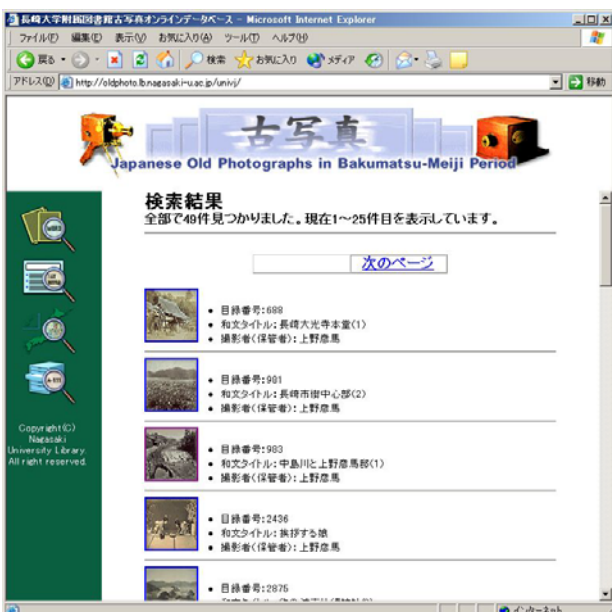 長崎大学附属図書館古写真オンラインデータベース - Microsoft Internet Explorer
ファイル(F) 編集(E) 表示(V) お気に入り(A) ツール(T) ヘルプ(H)
戻る 検索 お気に入り メディア
アドレス(D) http://oldphoto.lb.nagasaki-u.ac.jp/univj/ 移動
古写真
Japanese Old Photographs in Bakumatsu-Meiji Period
検索結果
全部で49件見つかりました。現在1~25件目を表示しています。
次のページ
・目録番号:688
・和文タイトル:長崎大光寺本堂(1)
・撮影者(保管者):上野彦馬
・目録番号:981
・和文タイトル:長崎市街中心部(2)
・撮影者(保管者):上野彦馬
・目録番号:983
・和文タイトル:中島川と上野彦馬邸(1)
・撮影者(保管者):上野彦馬
・目録番号:2436
・和文タイトル:挨拶する娘
・撮影者(保管者):上野彦馬
・目録番号:2875
Copyright(C)
Nagasaki
University Library.
All right reserved.
インターネット